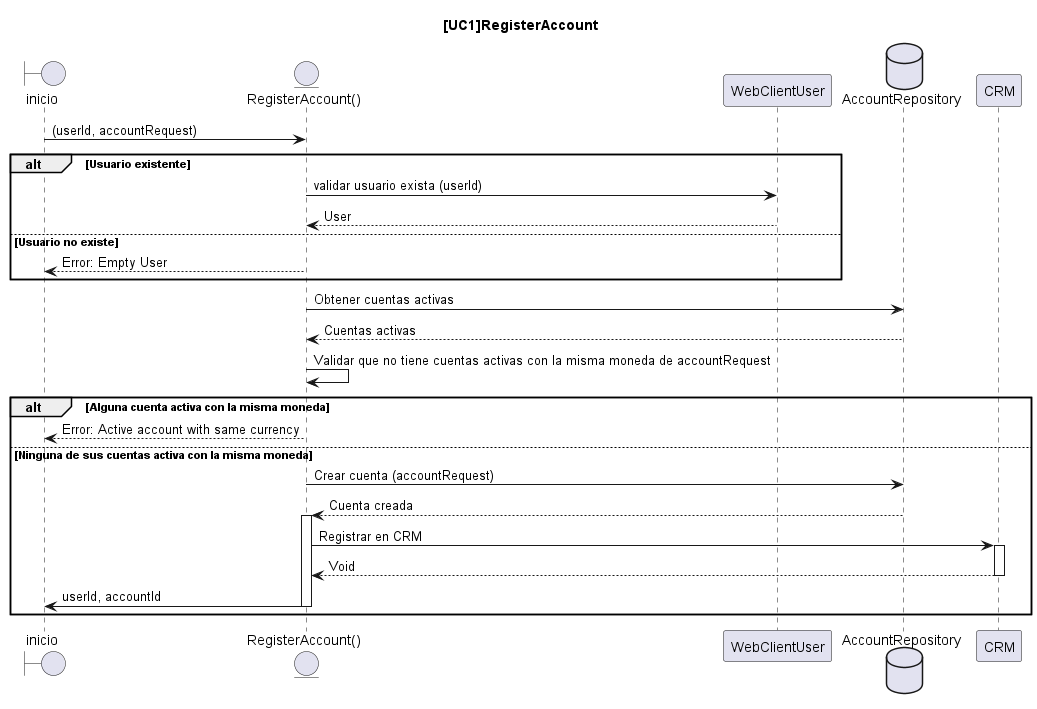 [UC1]RegisterAccount
inicio
RegisterAccount()
WebClientUser
AccountRepository
CRM
(userId, accountRequest)
alt
[Usuario existente]
validar usuario exista (userId)
User
[Usuario no existe]
Error: Empty User
Obtener cuentas activas
Cuentas activas
Validar que no tiene cuentas activas con la misma moneda de accountRequest
alt
[Alguna cuenta activa con la misma moneda]
Error: Active account with same currency
[Ninguna de sus cuentas activa con la misma moneda]
Crear cuenta (accountRequest)
Cuenta creada
Registrar en CRM
Void
userId, accountId
inicio
RegisterAccount()
WebClientUser
AccountRepository
CRM